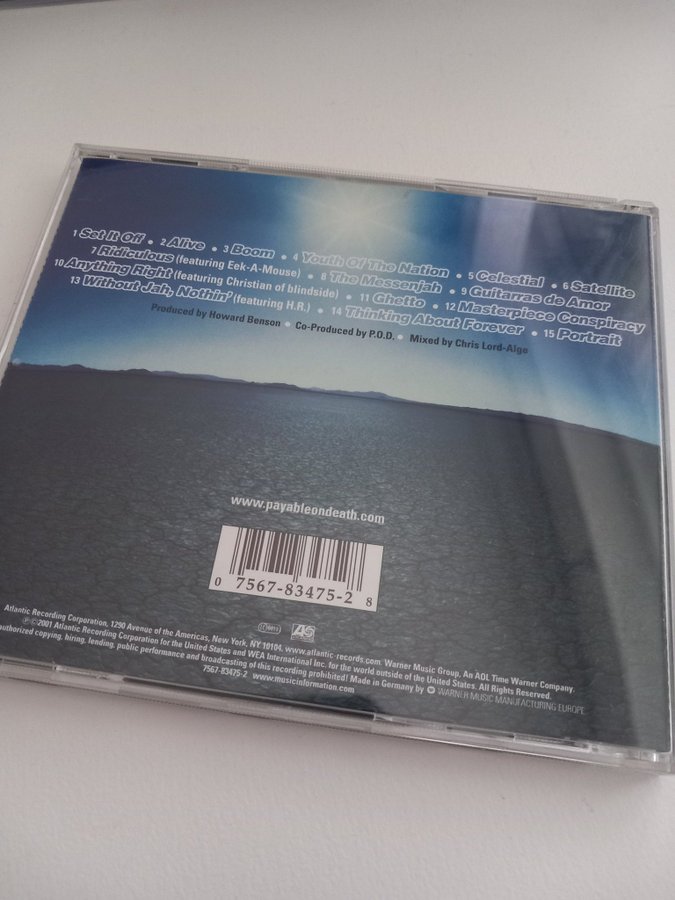 1 Set It Off • 2 Alive • 3 Boom • 4 Youth Of The Nation • 5 Celestial • 6 Satellite
7 Ridiculous (featuring Eek-A-Mouse) • 8 The Messenjah • 9 Guitarras de Amor
10 Anything Right (featuring Christian of blindside) • 11 Ghetto • 12 Masterpiece Conspiracy
13 Without Jah, Nothin' (featuring H.R.) • 14 Thinking About Forever • 15 Portrait
Produced by Howard Benson • Co-Produced by P.O.D. • Mixed by Chris Lord-Alge
www.payableondeath.com
0 7567-83475-2 8
Atlantic Recording Corporation, 1290 Avenue of the Americas, New York, NY 10104. www.atlantic-records.com Warner Music Group, An AOL Time Warner Company.
℗©2001 Atlantic Recording Corporation for the United States and WEA International Inc. for the world outside of the United States. All Rights Reserved.
authorized copying, hiring, lending, public performance and broadcasting of this recording prohibited! Made in Germany by WARNER MUSIC MANUFACTURING EUROPE
7567-83475-2 www.musicinformation.com